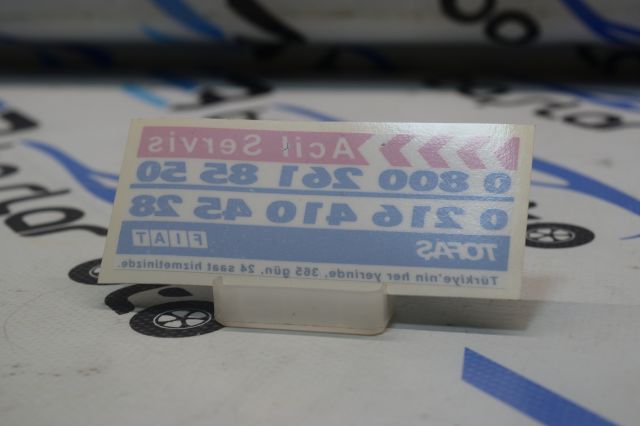 Acil Servis
0 800 261 85 50
0 216 410 45 28
TOFAŞ FIAT
Türkiye'nin her yerinde, 365 gün, 24 saat hizmetinizde.